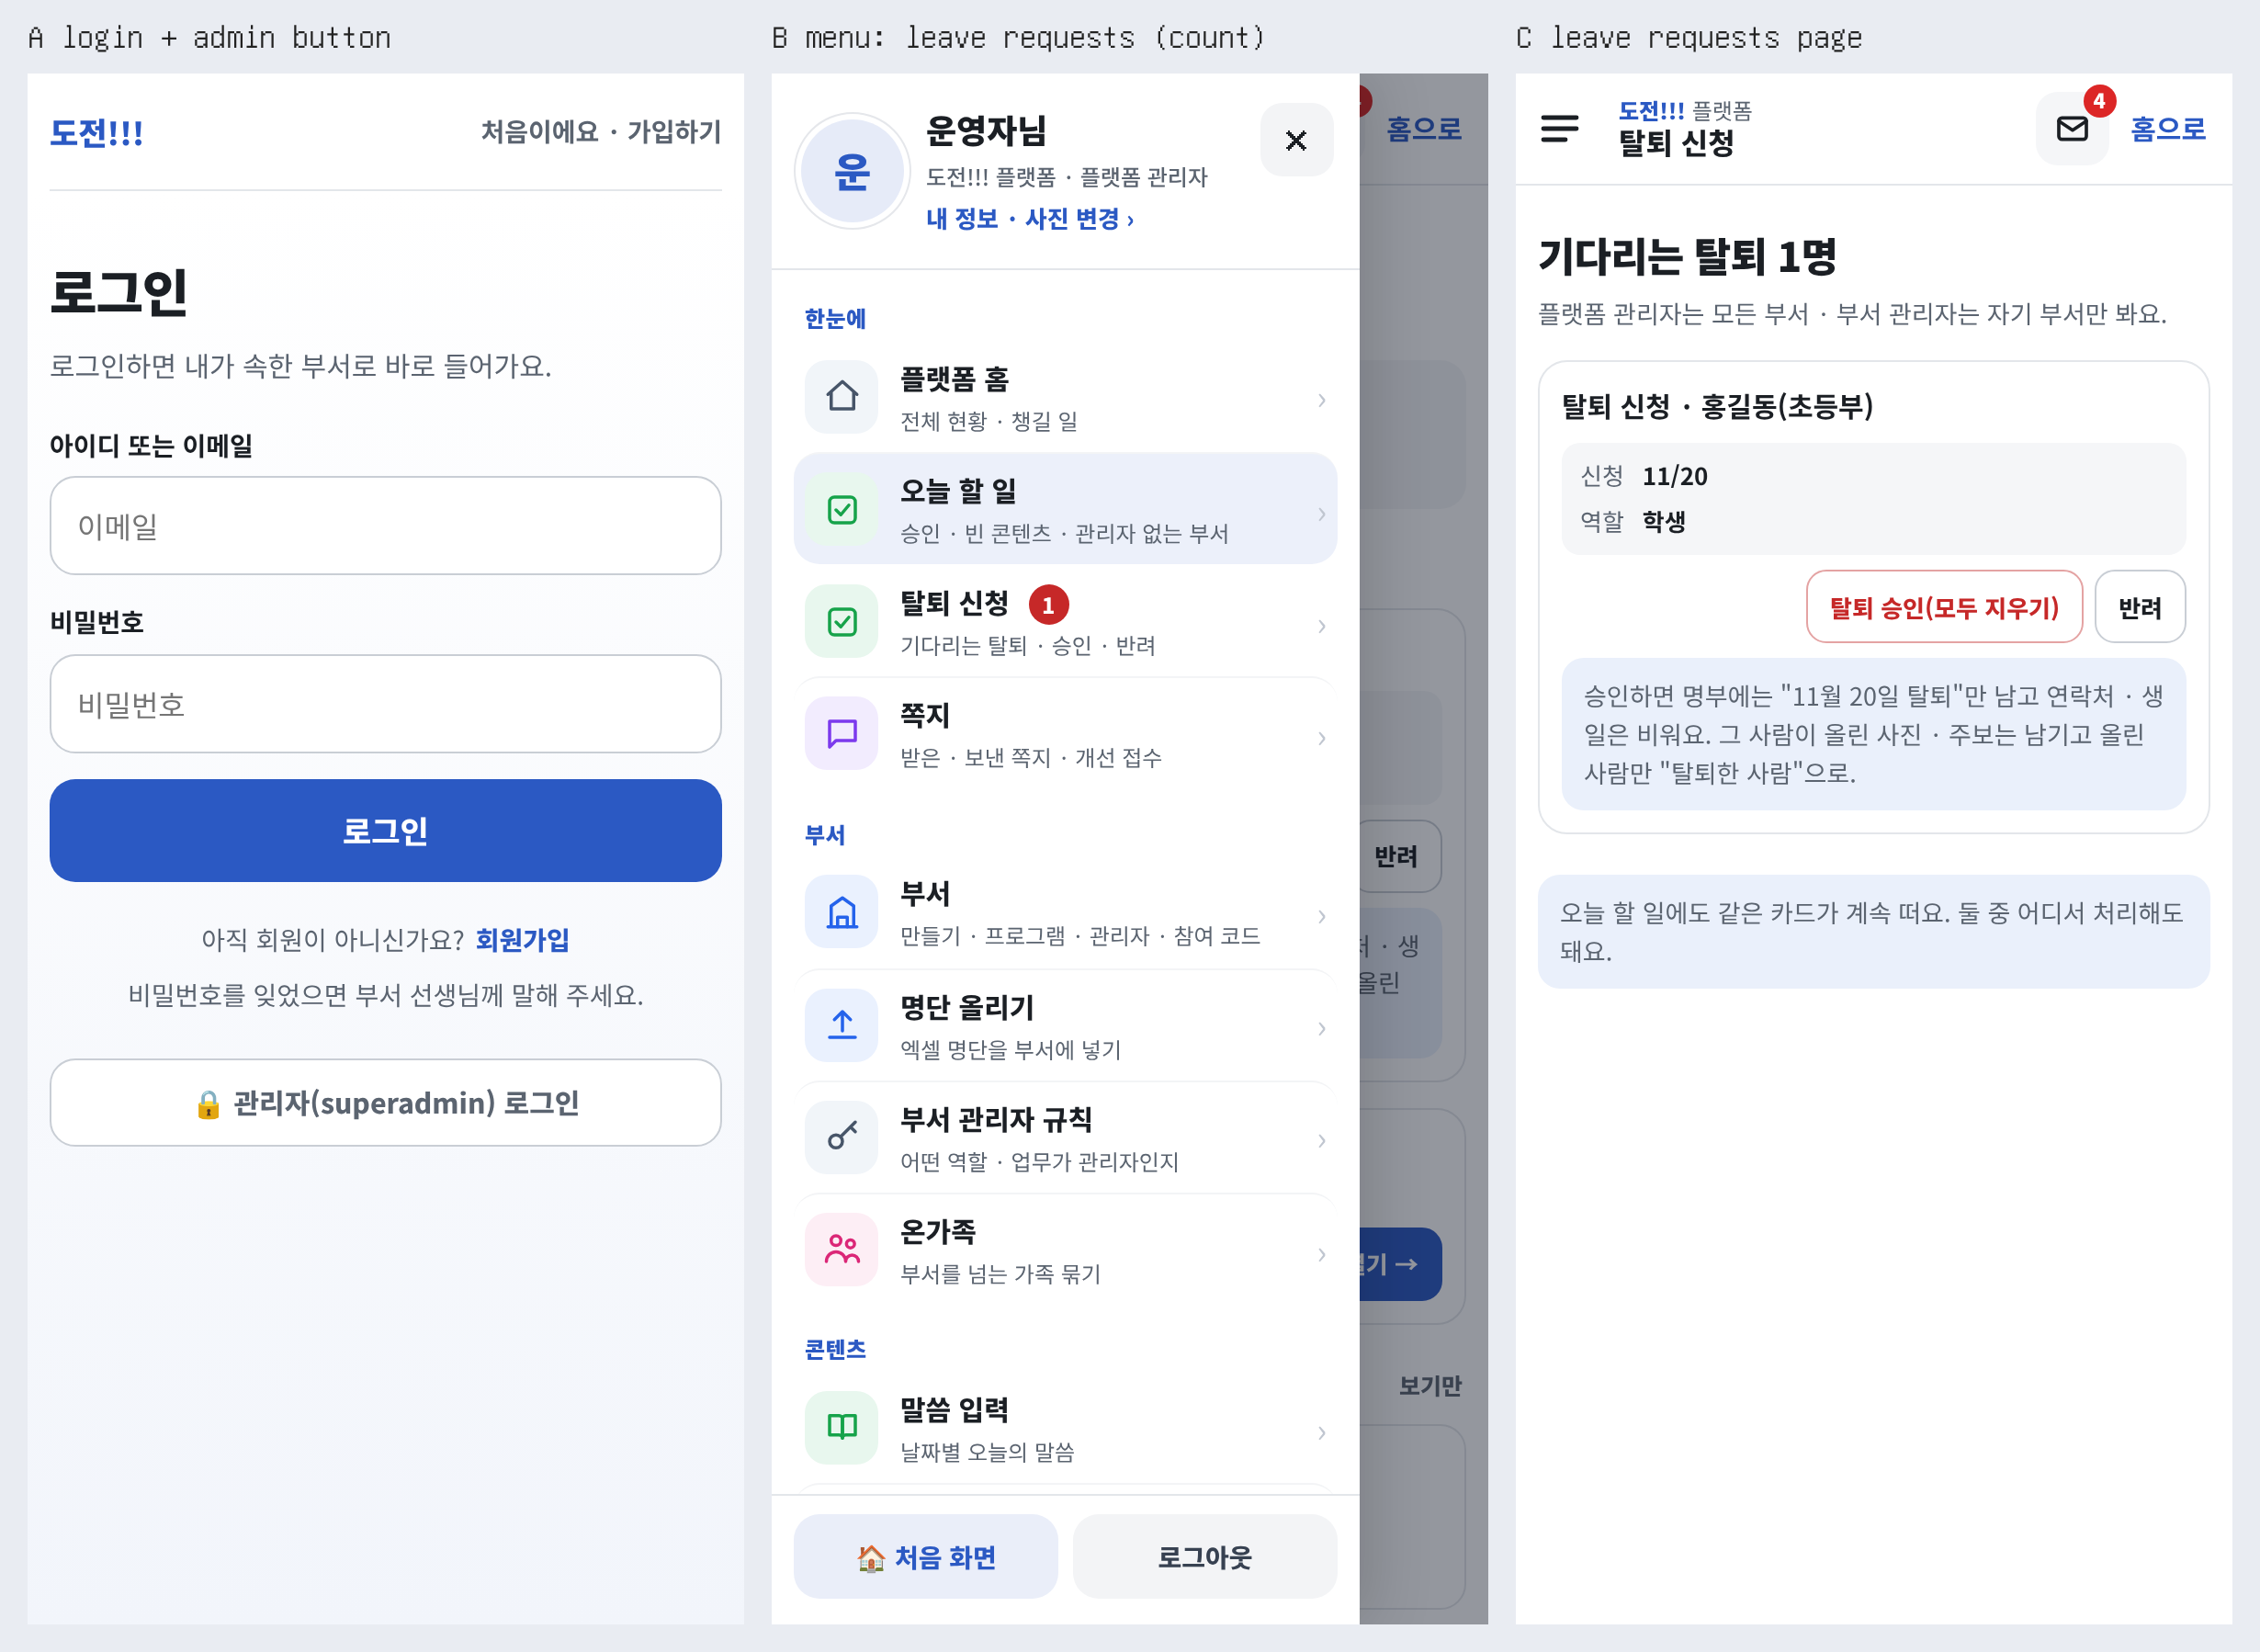 A login + admin button
도전!!!
처음이에요 · 가입하기
로그인
로그인하면 내가 속한 부서로 바로 들어가요.
아이디 또는 이메일
이메일
비밀번호
비밀번호
로그인
아직 회원이 아니신가요? 회원가입
비밀번호를 잊었으면 부서 선생님께 말해 주세요.
🔒 관리자(superadmin) 로그인
B menu: leave requests (count)
운
운영자님
도전!!! 플랫폼 · 플랫폼 관리자
내 정보 · 사진 변경 ›
홈으로
한눈에
플랫폼 홈
전체 현황 · 챙길 일
오늘 할 일
승인 · 빈 콘텐츠 · 관리자 없는 부서
탈퇴 신청 1
기다리는 탈퇴 · 승인 · 반려
쪽지
받은 · 보낸 쪽지 · 개선 접수
부서
부서
만들기 · 프로그램 · 관리자 · 참여 코드
명단 올리기
엑셀 명단을 부서에 넣기
부서 관리자 규칙
어떤 역할 · 업무가 관리자인지
온가족
부서를 넘는 가족 묶기
콘텐츠
말씀 입력
날짜별 오늘의 말씀
🏠 처음 화면
로그아웃
반려
· 생
올린
기 →
보기만
C leave requests page
도전!!! 플랫폼
탈퇴 신청
4
홈으로
기다리는 탈퇴 1명
플랫폼 관리자는 모든 부서 · 부서 관리자는 자기 부서만 봐요.
탈퇴 신청 · 홍길동(초등부)
신청 11/20
역할 학생
탈퇴 승인(모두 지우기)
반려
승인하면 명부에는 "11월 20일 탈퇴"만 남고 연락처 · 생
일은 비워요. 그 사람이 올린 사진 · 주보는 남기고 올린
사람만 "탈퇴한 사람"으로.
오늘 할 일에도 같은 카드가 계속 떠요. 둘 중 어디서 처리해도
돼요.